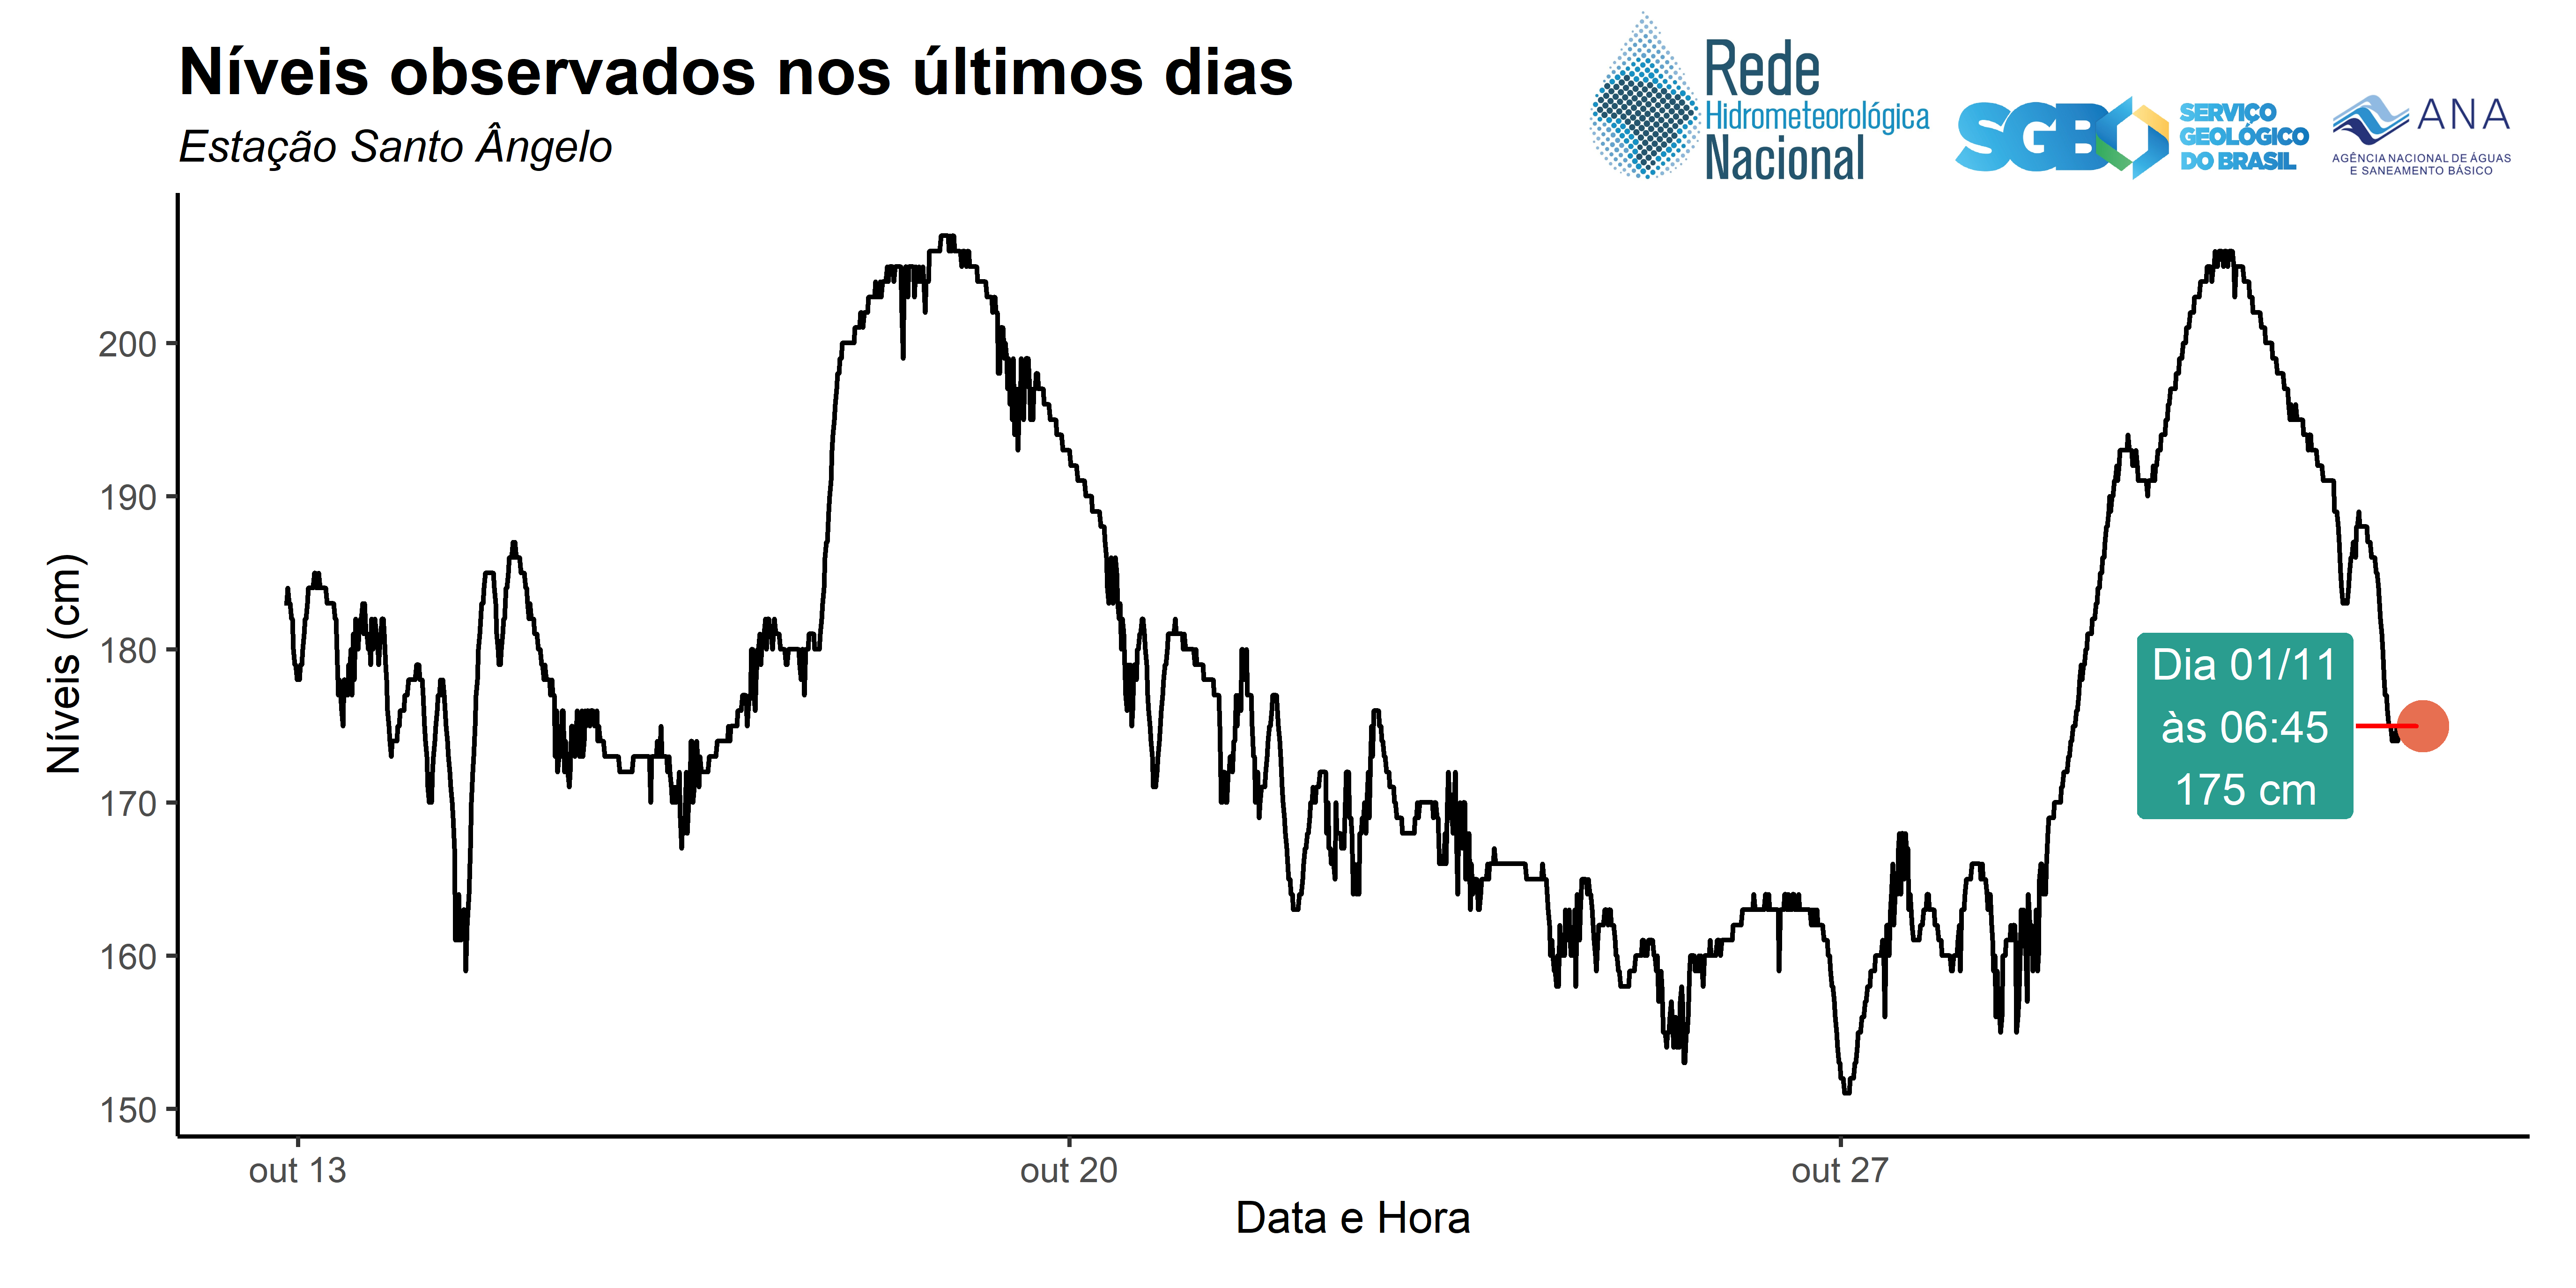 Níveis observados nos últimos dias
Estação Santo Ângelo
Rede
Hidrometeorológica
Nacional
SGB
SERVIÇO
GEOLÓGICO
DO BRASIL
ANA
AGÊNCIA NACIONAL DE ÁGUAS
E SANEAMENTO BÁSICO
Níveis (cm)
200
190
180
170
160
150
Dia 01/11
às 06:45
175 cm
out 13
out 20
out 27
Data e Hora